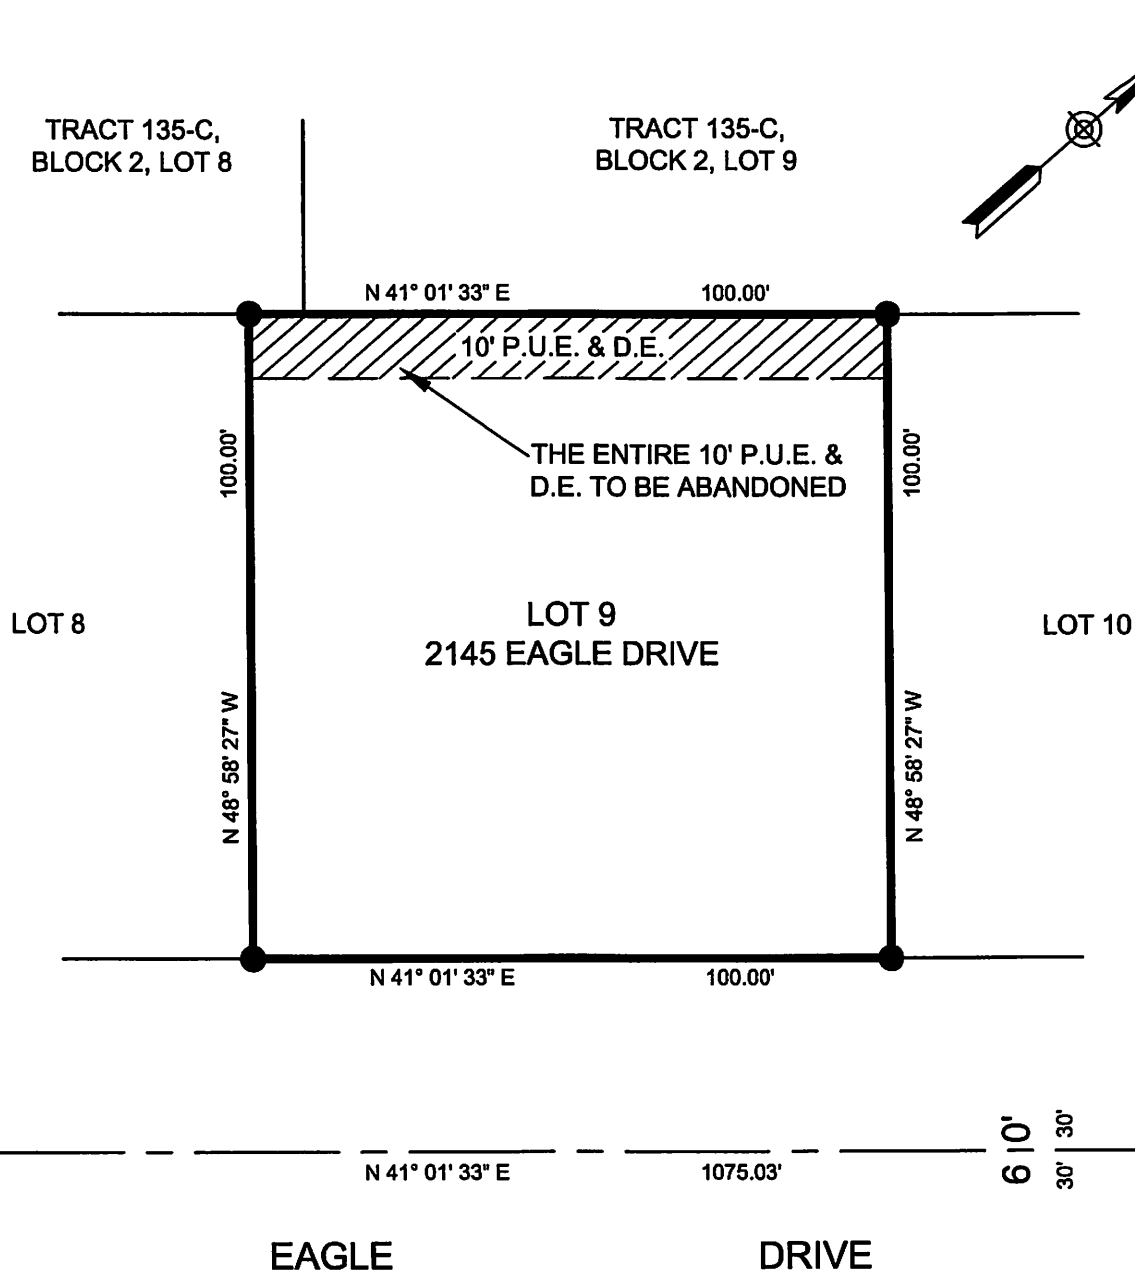 TRACT 135-C,
BLOCK 2, LOT 8
TRACT 135-C,
BLOCK 2, LOT 9
N 41° 01' 33" E
100.00'
10' P.U.E. & D.E.
100.00'
100.00'
THE ENTIRE 10' P.U.E. &
D.E. TO BE ABANDONED
LOT 8
LOT 9
2145 EAGLE DRIVE
LOT 10
N 48° 58' 27" W
N 48° 58' 27" W
N 41° 01' 33" E
100.00'
60'
30'
30'
N 41° 01' 33" E
1075.03'
EAGLE DRIVE